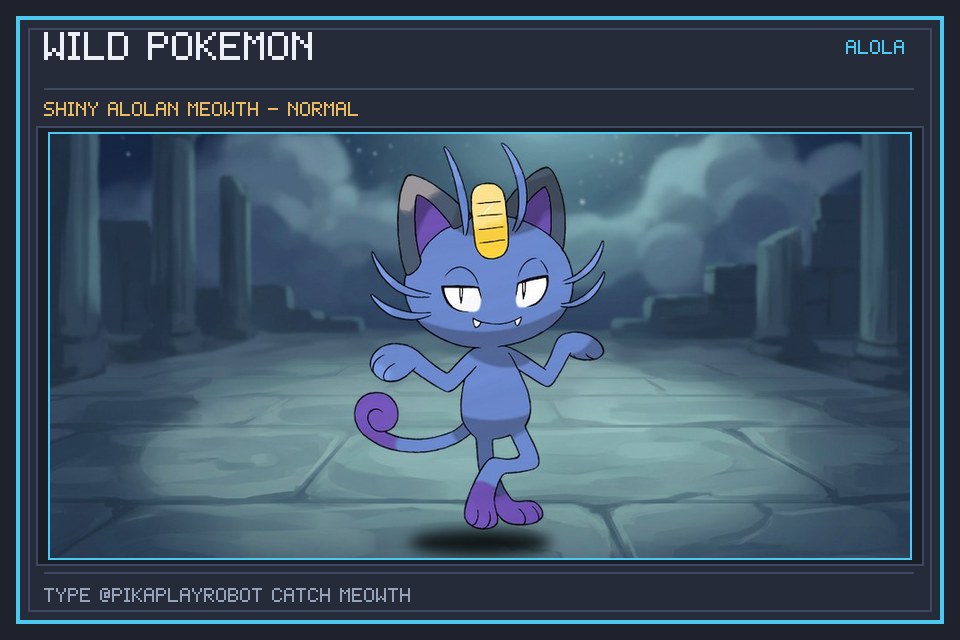 WILD POKEMON
ALOLA
SHINY ALOLAN MEOWTH - NORMAL
TYPE @PIKAPLAYROBOT CATCH MEOWTH